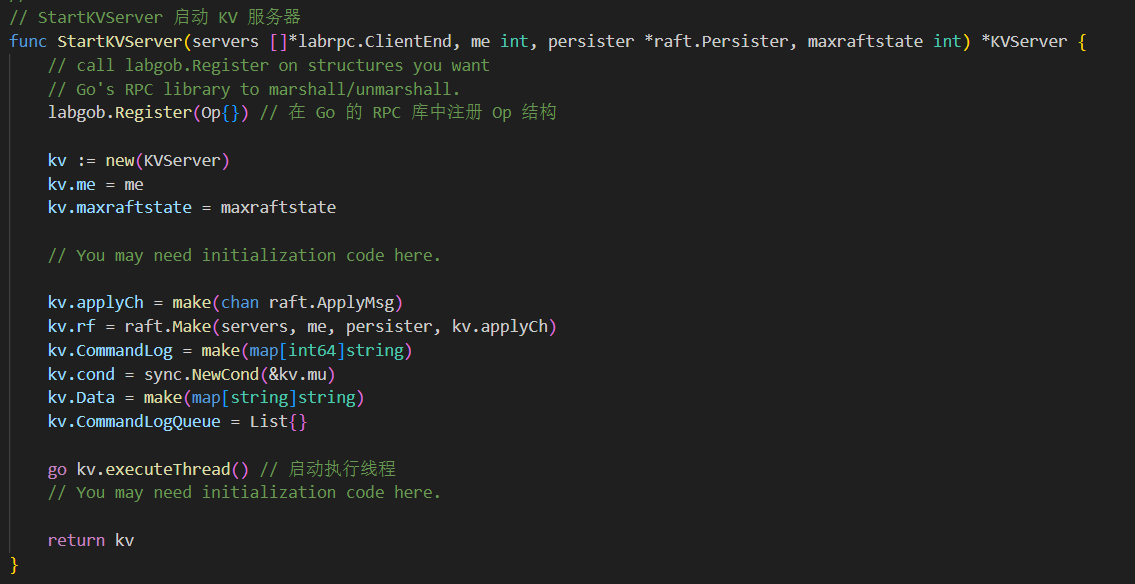 // StartKVServer 启动 KV 服务器
func StartKVServer(servers []*labrpc.ClientEnd, me int, persister *raft.Persister, maxraftstate int) *KVServer {
    // call labgob.Register on structures you want
    // Go's RPC library to marshall/unmarshall.
    labgob.Register(Op{}) // 在 Go 的 RPC 库中注册 Op 结构

    kv := new(KVServer)
    kv.me = me
    kv.maxraftstate = maxraftstate

    // You may need initialization code here.

    kv.applyCh = make(chan raft.ApplyMsg)
    kv.rf = raft.Make(servers, me, persister, kv.applyCh)
    kv.CommandLog = make(map[int64]string)
    kv.cond = sync.NewCond(&kv.mu)
    kv.Data = make(map[string]string)
    kv.CommandLogQueue = List{}

    go kv.executeThread() // 启动执行线程
    // You may need initialization code here.

    return kv
}